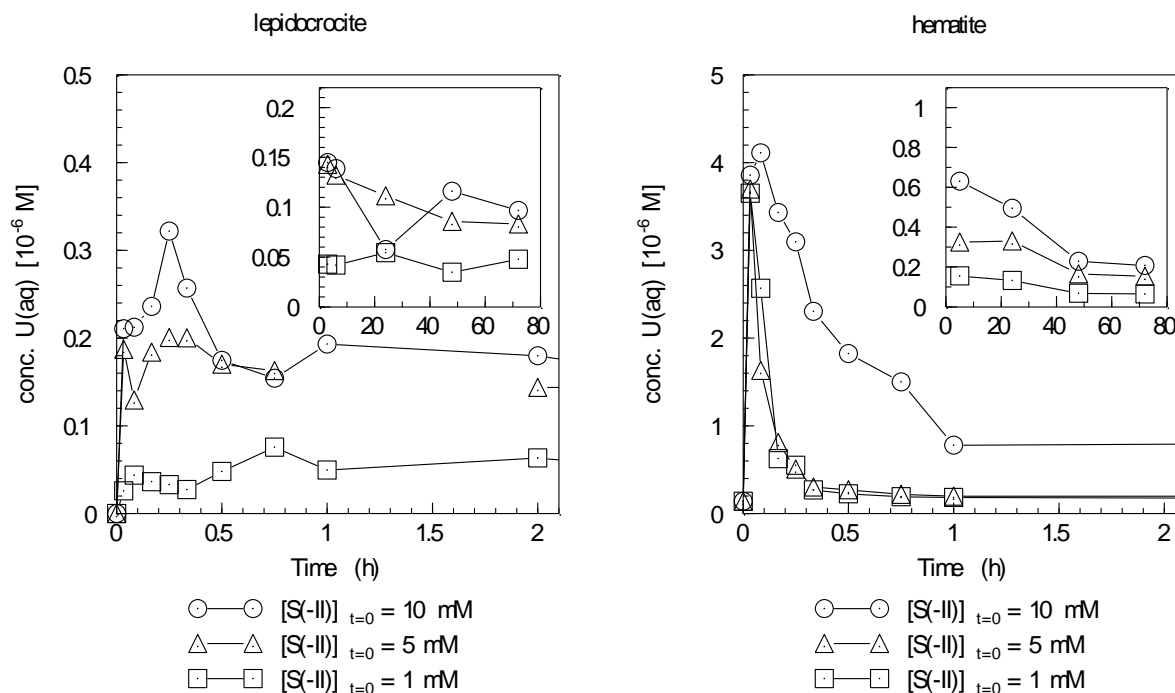 lepidocrocite
conc. U(aq) [10⁻⁶ M]
0.5
0.4
0.3
0.2
0.1
0
0 0.5 1 2
0.2
0.15
0.1
0.05
0
0 20 40 60 80
Time (h)
[S(-II)] t=0 = 10 mM
[S(-II)] t=0 = 5 mM
[S(-II)] t=0 = 1 mM
hematite
conc. U(aq) [10⁻⁶ M]
5
4
3
2
1
0
0 0.5 1 2
1
0.8
0.6
0.4
0.2
0
0 20 40 60 80
Time (h)
[S(-II)] t=0 = 10 mM
[S(-II)] t=0 = 5 mM
[S(-II)] t=0 = 1 mM